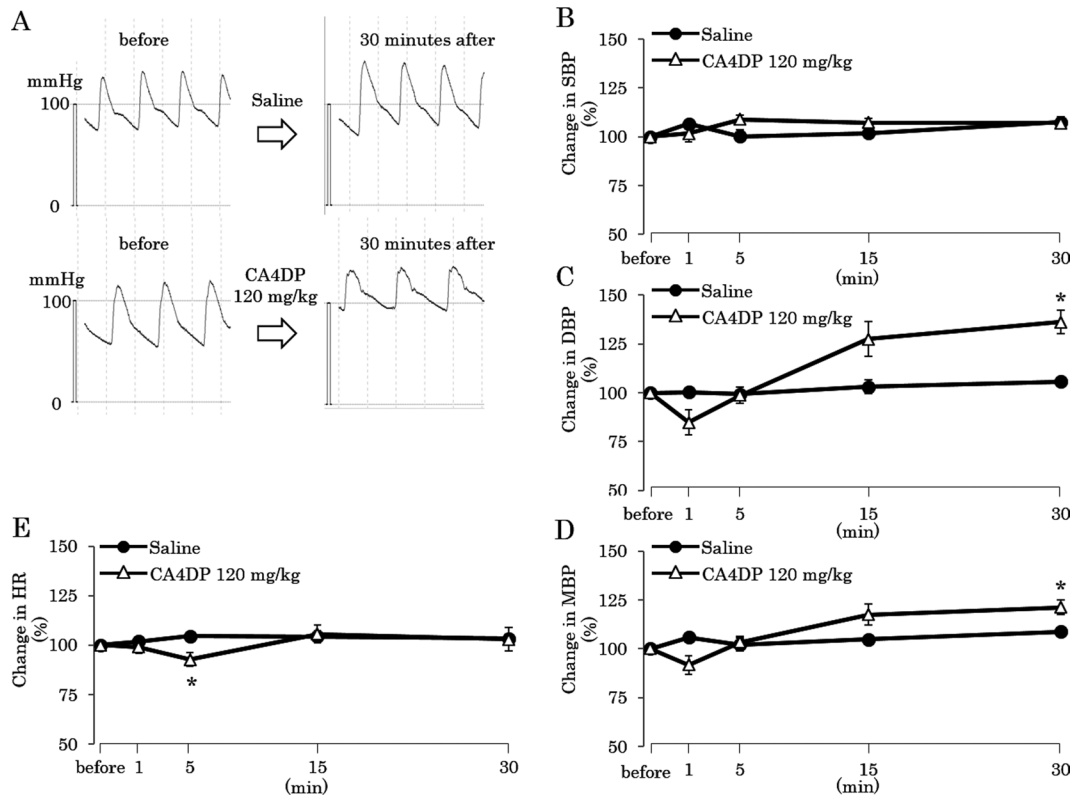 A
before
30 minutes after
mmHg
100
0
Saline
before
30 minutes after
mmHg
100
0
CA4DP
120 mg/kg
B
Saline
CA4DP 120 mg/kg
Change in SBP
(%)
150
125
100
75
50
before 1 5 15 30
(min)
C
Saline
CA4DP 120 mg/kg
Change in DBP
(%)
150
125
100
75
50
*
before 1 5 15 30
(min)
E
Saline
CA4DP 120 mg/kg
Change in HR
(%)
150
125
100
75
50
*
before 1 5 15 30
(min)
D
Saline
CA4DP 120 mg/kg
Change in MBP
(%)
150
125
100
75
50
*
before 1 5 15 30
(min)